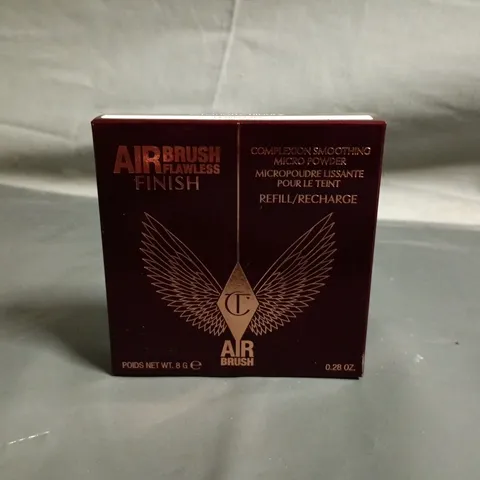 AIRBRUSH
FLAWLESS
FINISH
COMPLEXION SMOOTHING
MICRO POWDER
MICROPOUDRE LISSANTE
POUR LE TEINT
REFILL/RECHARGE
CT
AIR
BRUSH
POIDS NET WT. 8 G ℮
0.28 OZ.